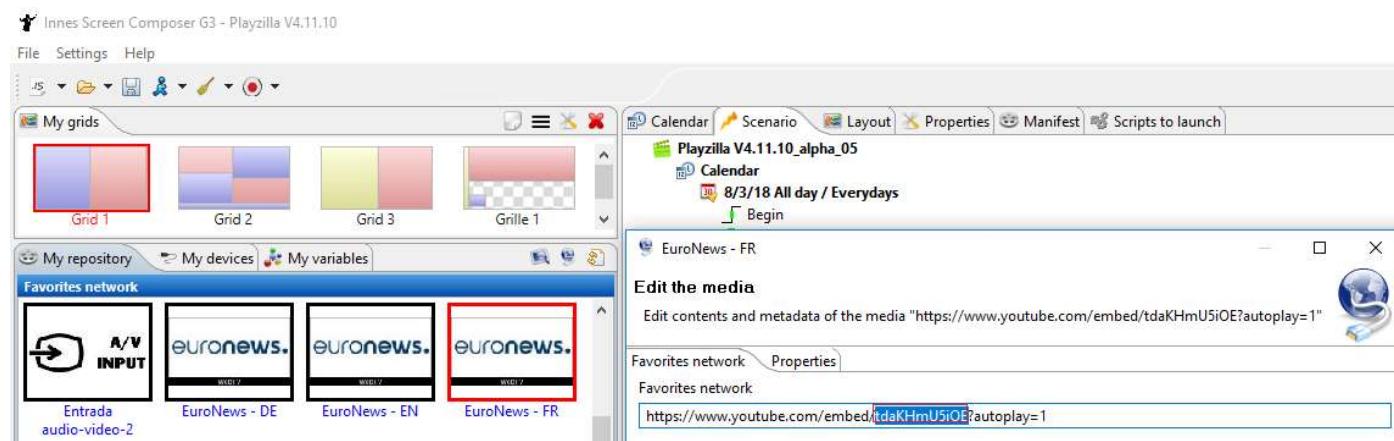 Innes Screen Composer G3 - Playzilla V4.11.10
File Settings Help
My grids
Grid 1 Grid 2 Grid 3 Grille 1
My repository My devices My variables
Favorites network
A/V INPUT
euronews. euronews. euronews.
Entrada audio-video-2
EuroNews - DE EuroNews - EN EuroNews - FR
Calendar Scenario Layout Properties Manifest Scripts to launch
Playzilla V4.11.10_alpha_05
Calendar
8/3/18 All day / Everydays
Begin
EuroNews - FR
Edit the media
Edit contents and metadata of the media "https://www.youtube.com/embed/tdaKHmU5iOE?autoplay=1"
Favorites network Properties
Favorites network
https://www.youtube.com/embed/tdaKHmU5iOE?autoplay=1